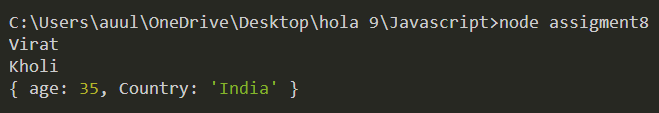 C:\Users\auul\OneDrive\Desktop\hola 9\Javascript>node assigment8
Virat
Kholi
{ age: 35, Country: 'India' }